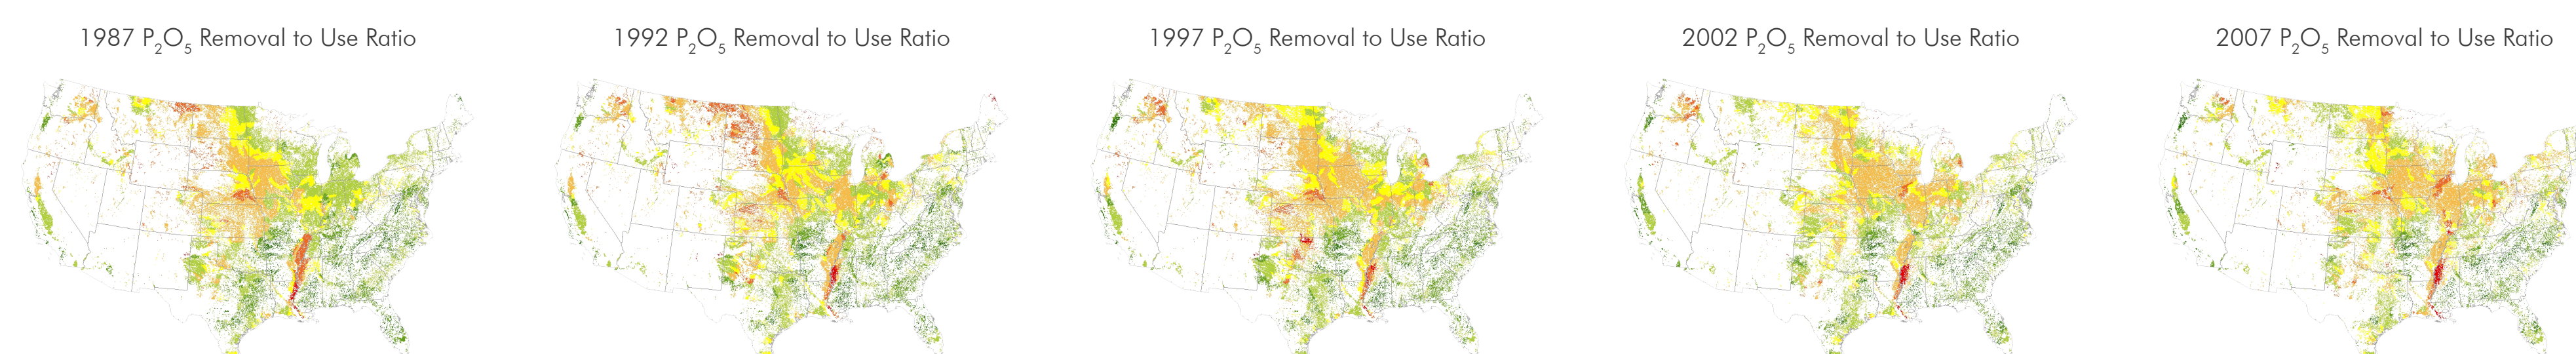 1987 P₂O₅ Removal to Use Ratio
1992 P₂O₅ Removal to Use Ratio
1997 P₂O₅ Removal to Use Ratio
2002 P₂O₅ Removal to Use Ratio
2007 P₂O₅ Removal to Use Ratio